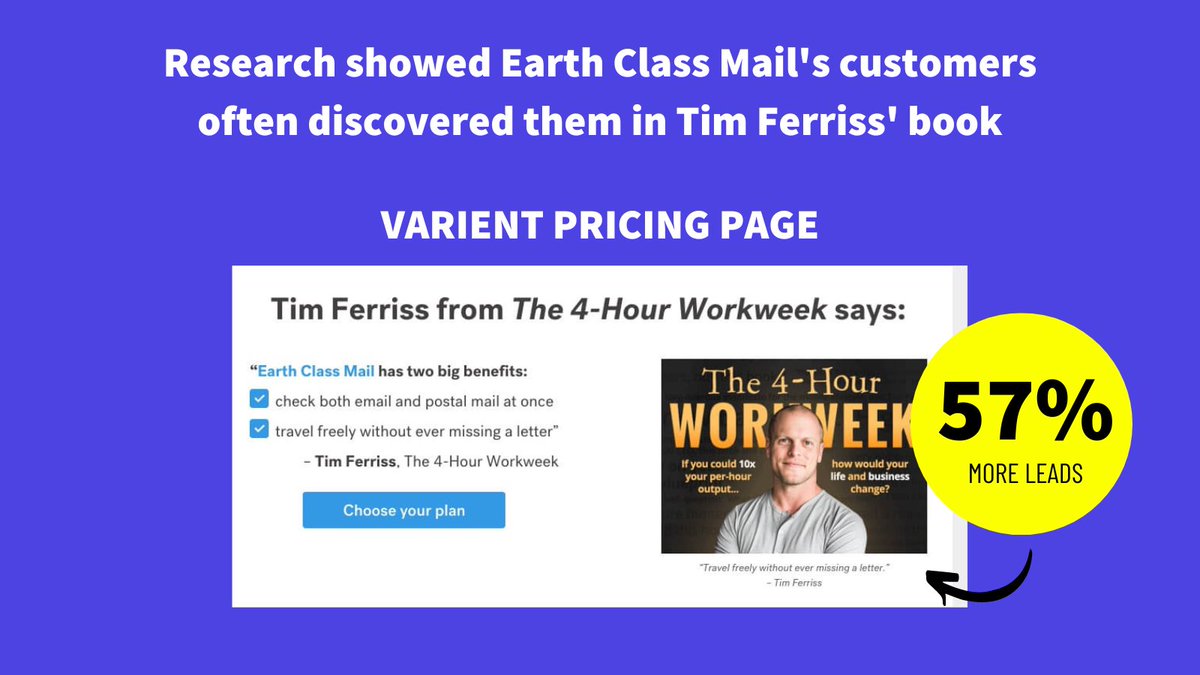 Research showed Earth Class Mail's customers
often discovered them in Tim Ferriss' book
VARIENT PRICING PAGE
Tim Ferriss from The 4-Hour Workweek says:
“Earth Class Mail has two big benefits:
check both email and postal mail at once
travel freely without ever missing a letter”
– Tim Ferriss, The 4-Hour Workweek
Choose your plan
The 4-Hour
WORKWEEK
If you could 10x
your per-hour
output...
how would your
life and business
change?
“Travel freely without ever missing a letter.”
– Tim Ferriss
57%
MORE LEADS